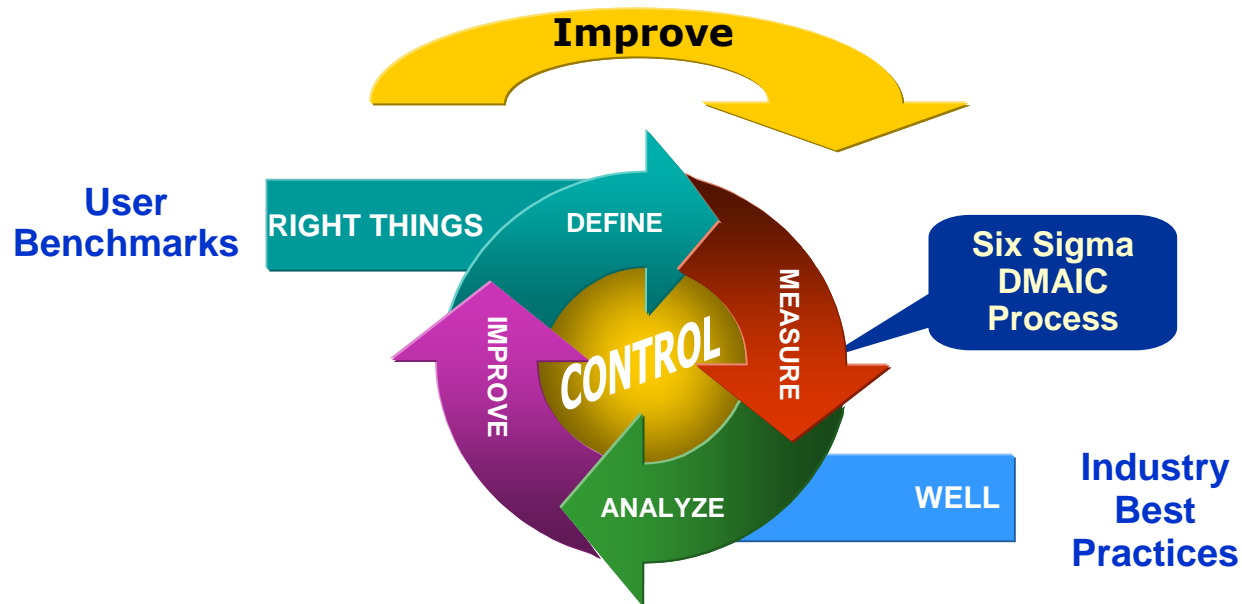 Improve
User
Benchmarks
RIGHT THINGS
DEFINE
MEASURE
Six Sigma
DMAIC
Process
IMPROVE
CONTROL
ANALYZE
WELL
Industry
Best
Practices